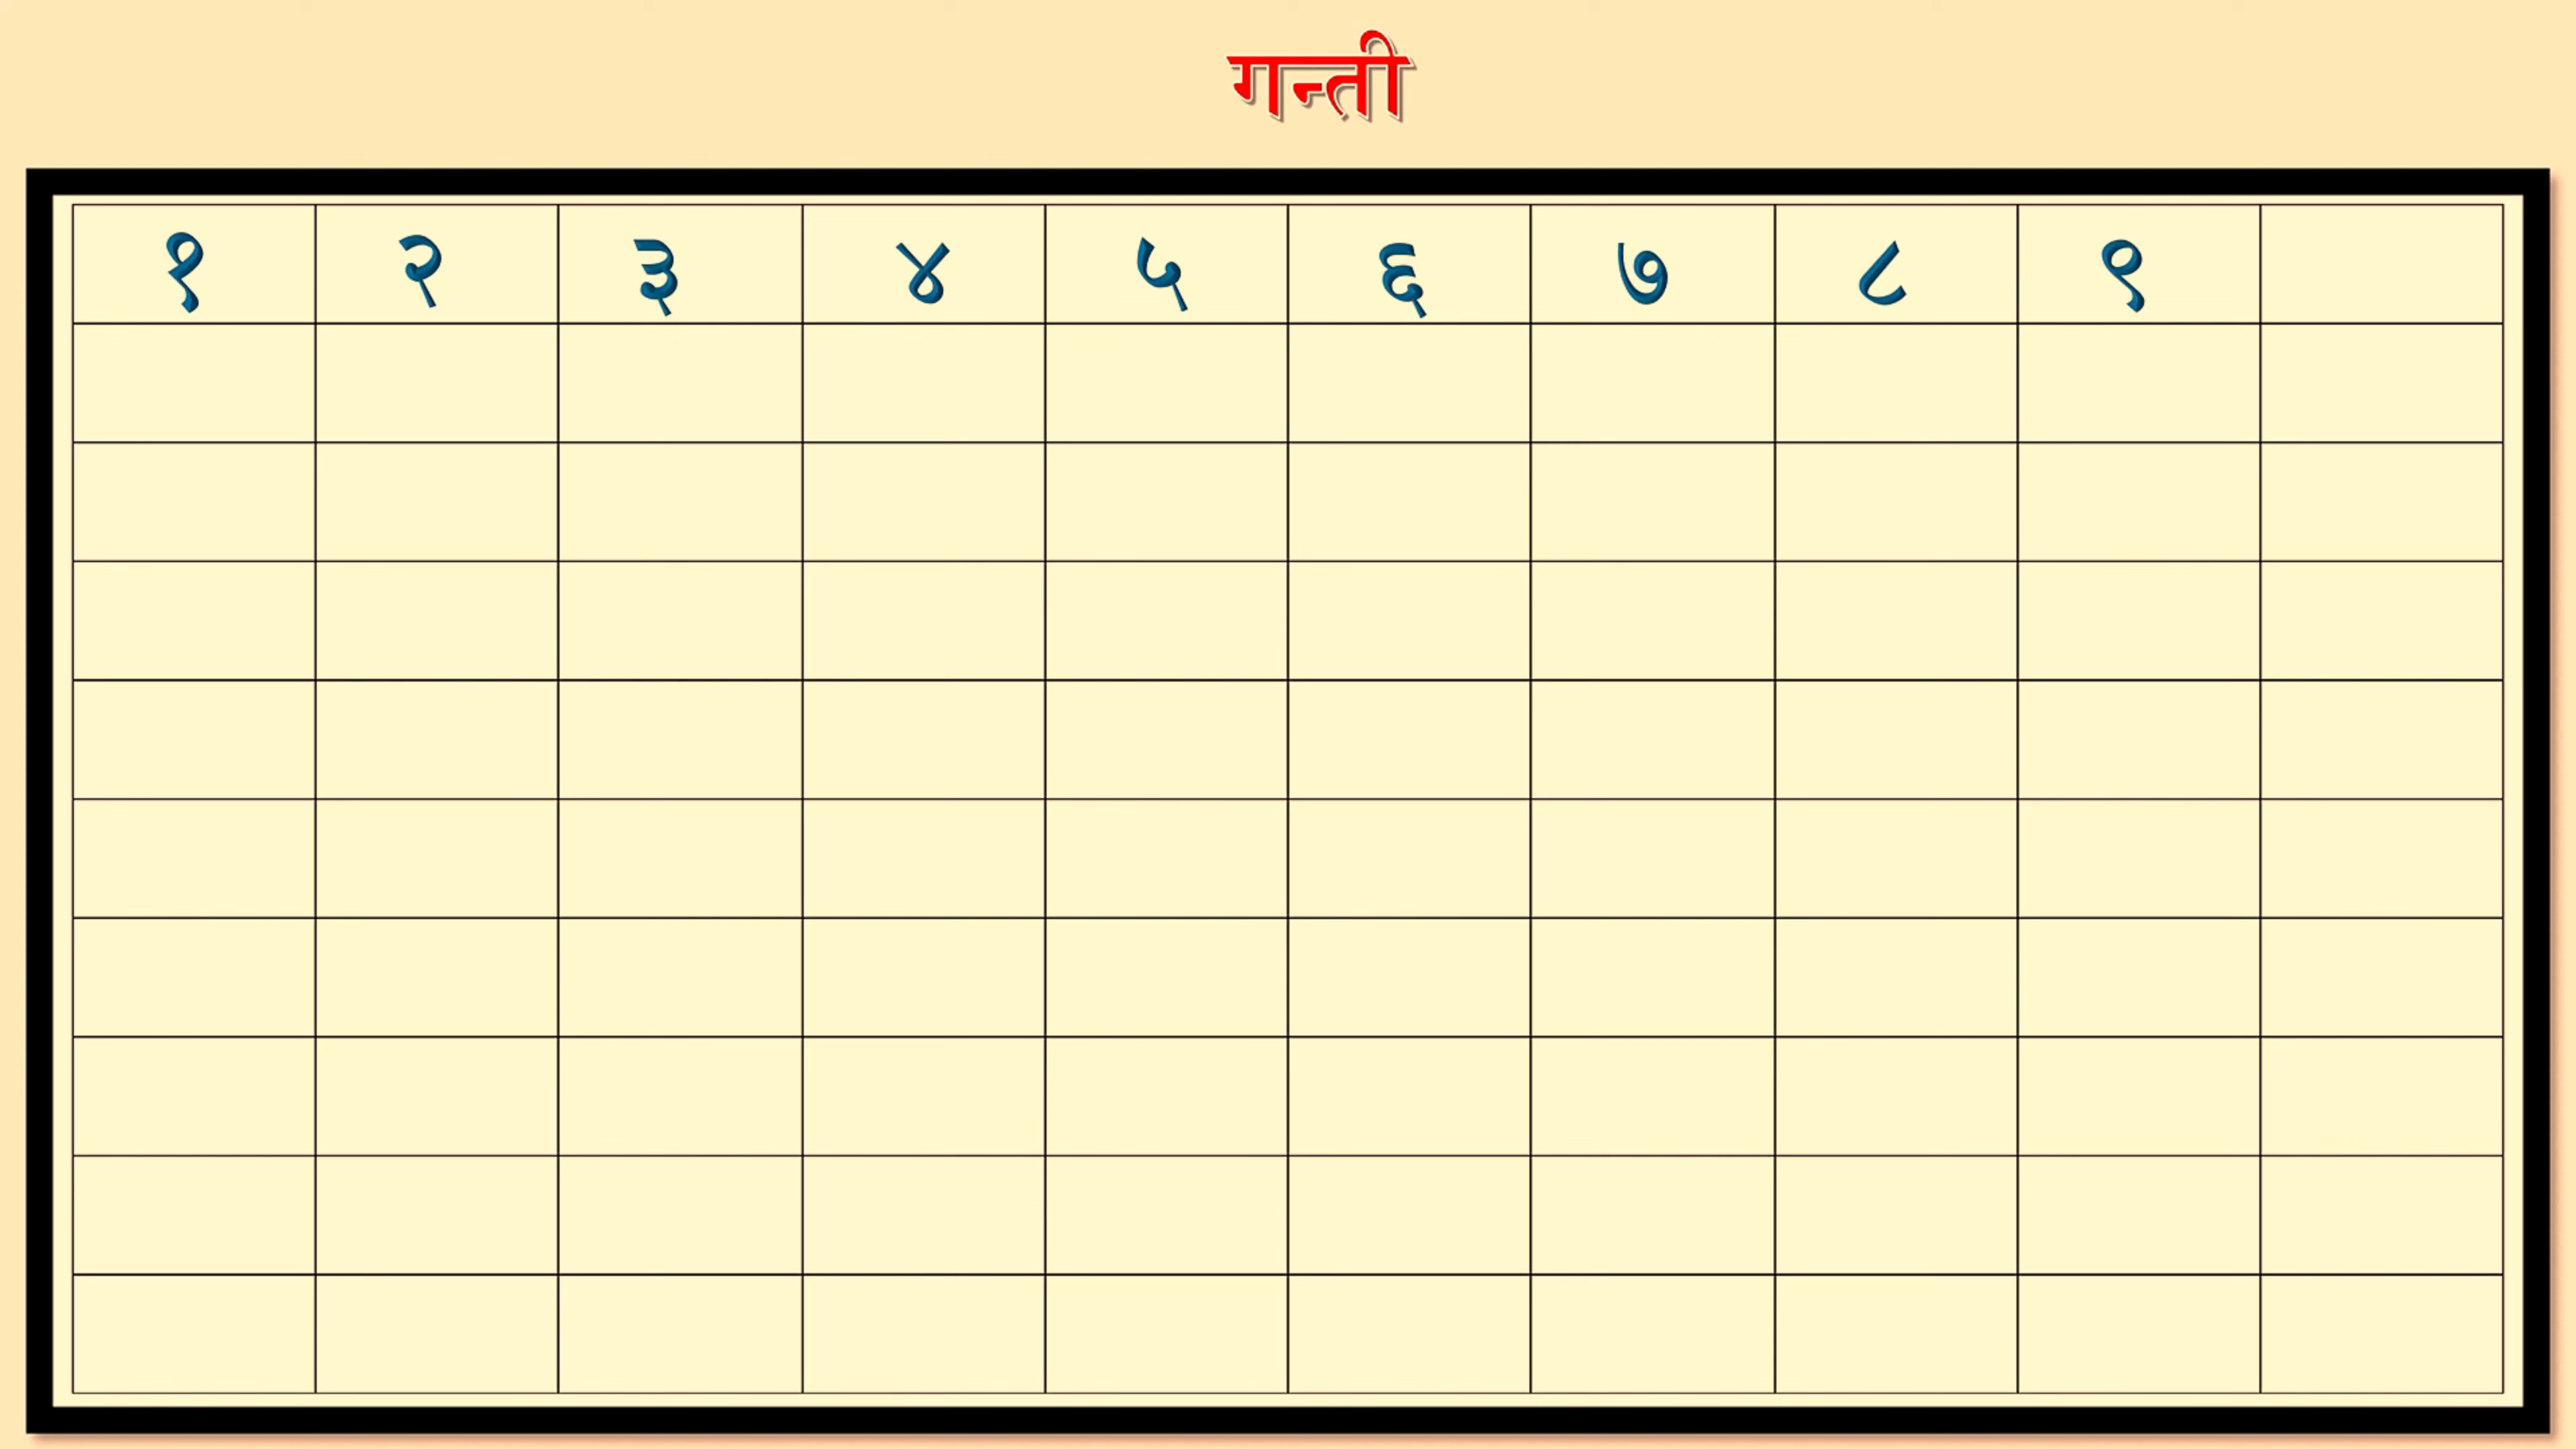 गन्ती
१ २ ३ ४ ५ ६ ७ ८ ९